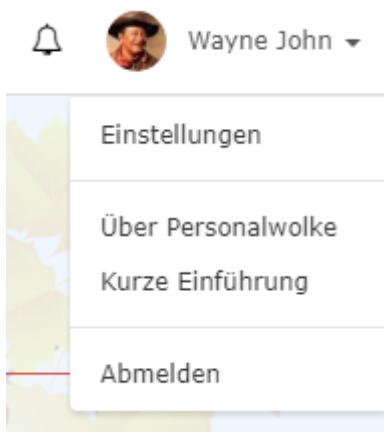 Wayne John
Einstellungen
Über Personalwolke
Kurze Einführung
Abmelden